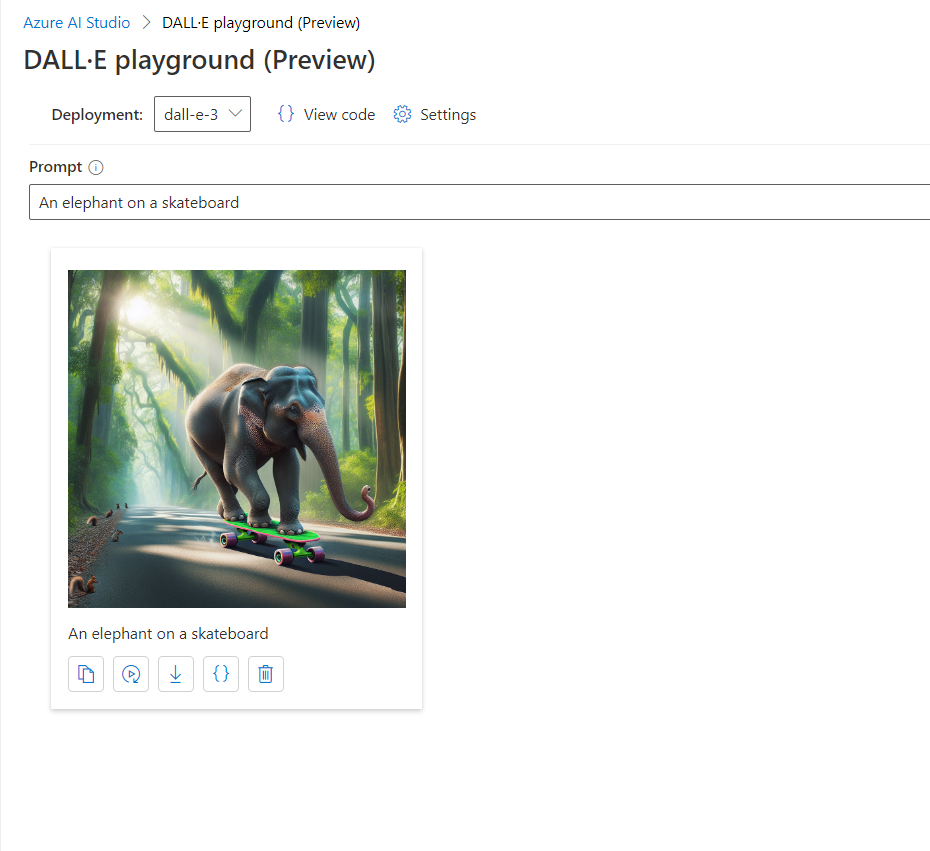 Azure AI Studio > DALL·E playground (Preview)
DALL·E playground (Preview)
Deployment: dall-e-3 {} View code Settings
Prompt
An elephant on a skateboard
An elephant on a skateboard
{}